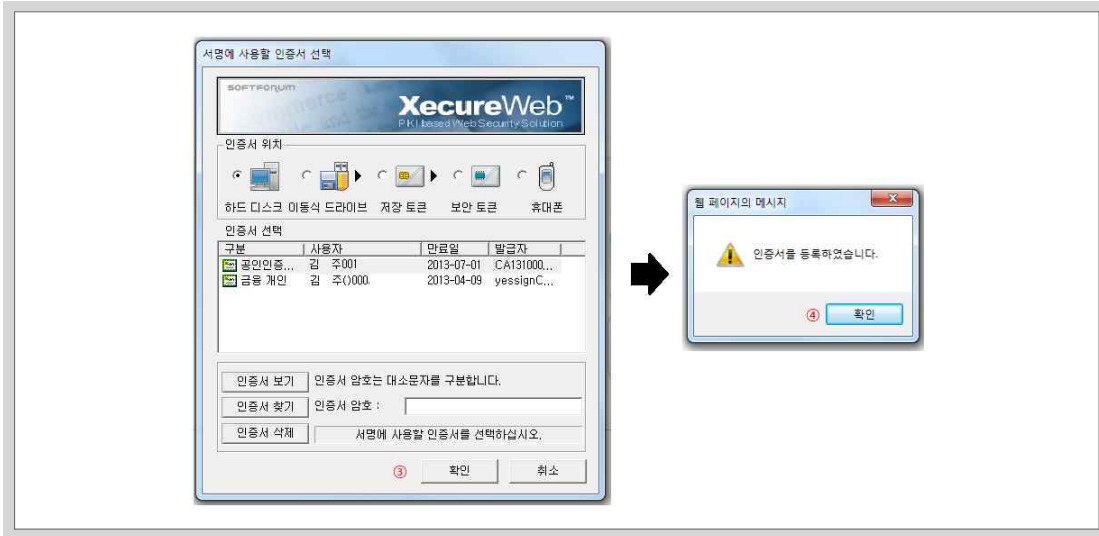 서명에 사용할 인증서 선택
SOFTFORUM
XecureWeb™
PKI based Web Security Solution
인증서 위치
하드 디스크 이동식 드라이브 저장 토큰 보안 토큰 휴대폰
인증서 선택
구분 사용자 만료일 발급자
공인인증... 김 주001 2013-07-01 CA131000...
금융 개인 김 주()000. 2013-04-09 yessignC...
인증서 보기 인증서 암호는 대소문자를 구분합니다.
인증서 찾기 인증서 암호 :
인증서 삭제 서명에 사용할 인증서를 선택하십시오.
③ 확인 취소
웹 페이지의 메시지
인증서를 등록하였습니다.
④ 확인